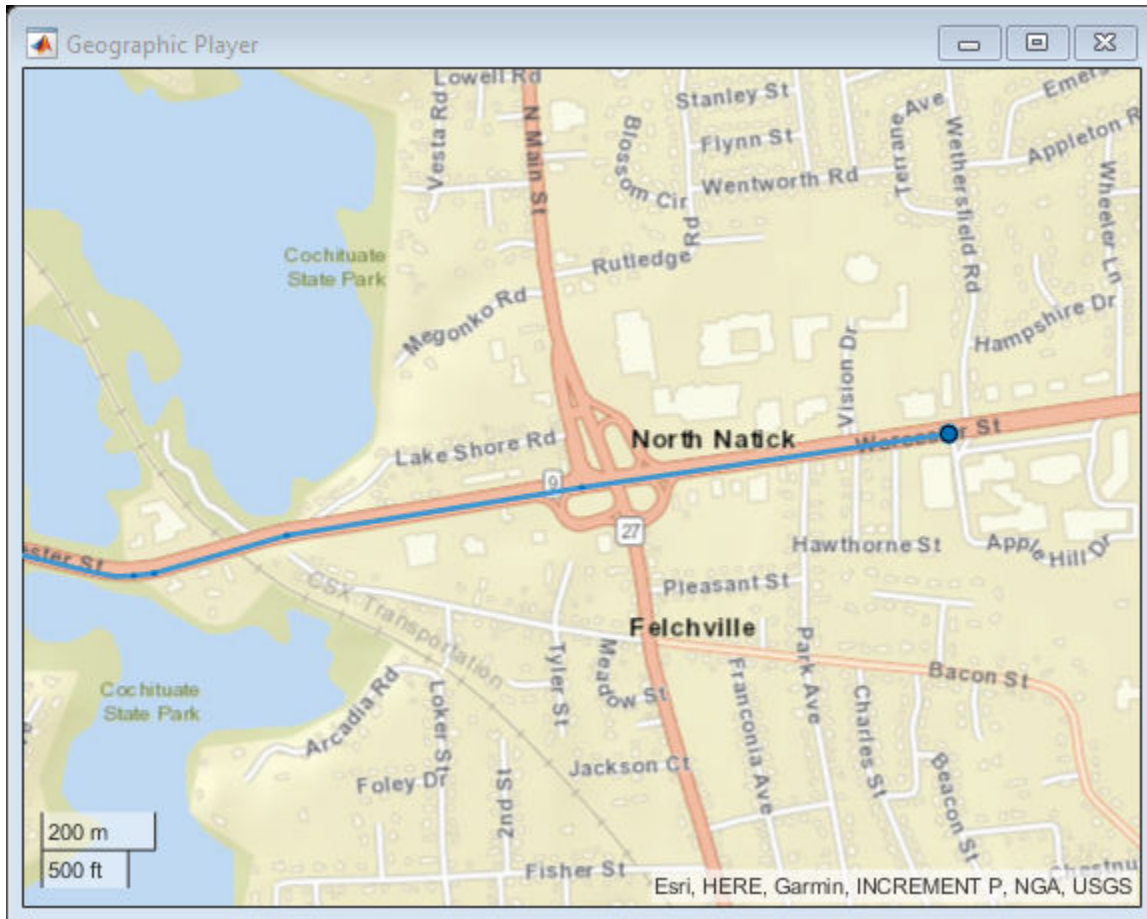 Geographic Player
Lowell Rd
Vesta Rd
N Main St
Blossom Cir
Stanley St
Flynn St
Wentworth Rd
Terrane Ave
Wethersfield Rd
Appleton R
Wheeler Ln
Cochituate
State Park
Rutledge Rd
Megonko Rd
Hampshire Dr
Vision Dr
North Natick
Lake Shore Rd
9
27
Hawthorne St
Apple Hill Dr
ster St
CSX Transportation
Pleasant St
Felchville
Tyler St
Meadow St
Park Ave
Bacon St
Franconia Ave
Charles St
Cochituate
State Park
Arcadia Rd
Loker St
Foley Dr
2nd St
Jackson Ct
Beacon St
200 m
500 ft
Fisher St
Chestnu
Esri, HERE, Garmin, INCREMENT P, NGA, USGS